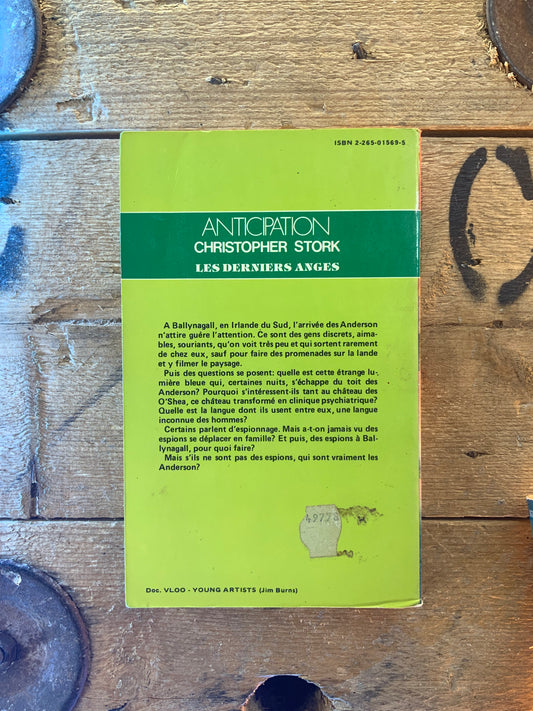 ISBN 2-265-01569-5
ANTICIPATION
CHRISTOPHER STORK
LES DERNIERS ANGES
A Ballynagall, en Irlande du Sud, l'arrivée des Anderson
n'attire guére l'attention. Ce sont des gens discrets, aima-
bles, souriants, qu'on voit très peu et qui sortent rarement
de chez eux, sauf pour faire des promenades sur la lande
et y filmer le paysage.
Puis des questions se posent: quelle est cette étrange lu-
mière bleue qui, certaines nuits, s'échappe du toit des
Anderson? Pourquoi s'intéressent-ils tant au château des
O'Shea, ce château transformé en clinique psychiatrique?
Quelle est la langue dont ils usent entre eux, une langue
inconnue des hommes?
Certains parlent d'espionnage. Mais a-t-on jamais vu des
espions se déplacer en famille? Et puis, des espions à Bal-
lynagall, pour quoi faire?
Mais s'ils ne sont pas des espions, qui sont vraiment les
Anderson?
49778
Doc. VLOO - YOUNG ARTISTS (Jim Burns)